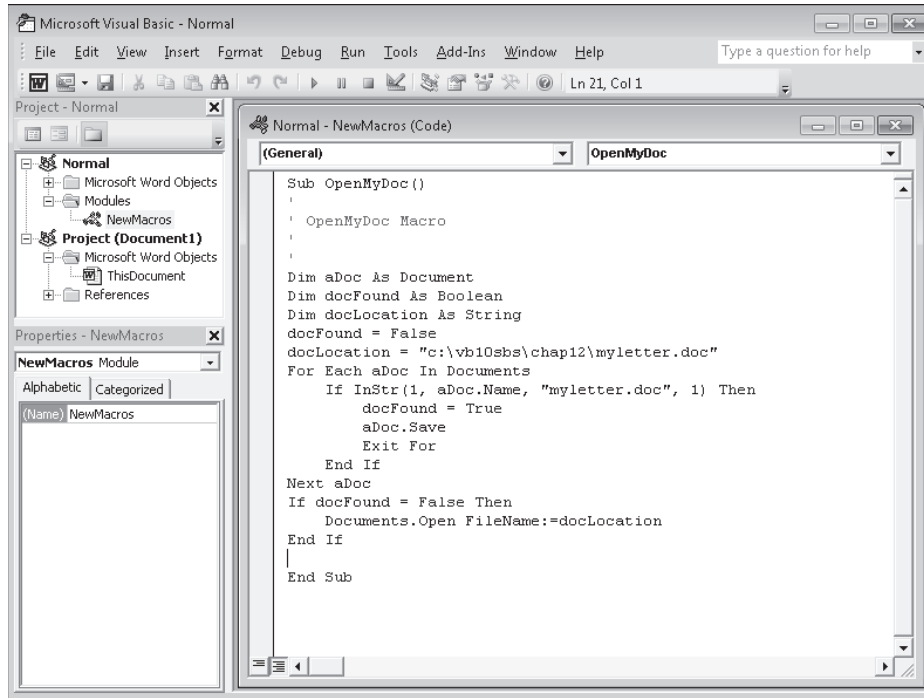 Microsoft Visual Basic - Normal
File Edit View Insert Format Debug Run Tools Add-Ins Window Help Type a question for help
Ln 21, Col 1
Project - Normal
Normal
Microsoft Word Objects
Modules
NewMacros
Project (Document1)
Microsoft Word Objects
ThisDocument
References
Properties - NewMacros
NewMacros Module
Alphabetic Categorized
(Name) NewMacros
Normal - NewMacros (Code)
(General) OpenMyDoc
Sub OpenMyDoc()
'
' OpenMyDoc Macro
'
'
Dim aDoc As Document
Dim docFound As Boolean
Dim docLocation As String
docFound = False
docLocation = "c:\vb10sbs\chap12\myletter.doc"
For Each aDoc In Documents
    If InStr(1, aDoc.Name, "myletter.doc", 1) Then
        docFound = True
        aDoc.Save
        Exit For
    End If
Next aDoc
If docFound = False Then
    Documents.Open FileName:=docLocation
End If
End Sub